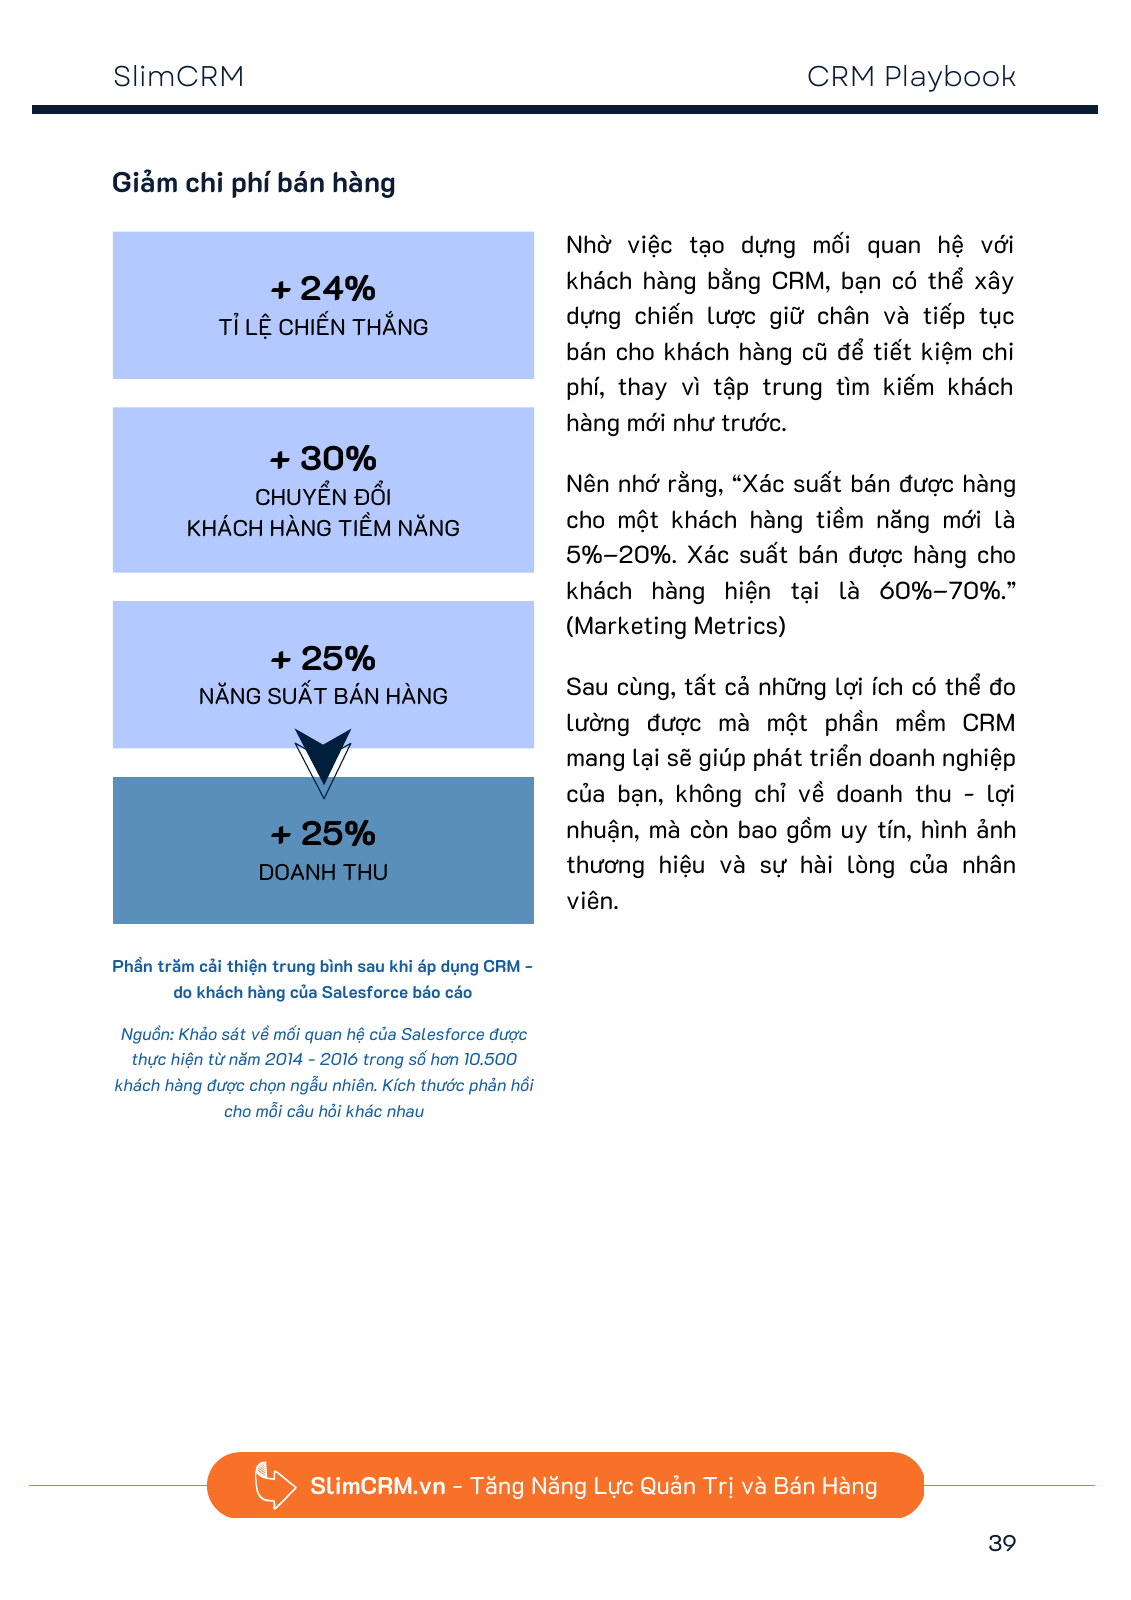 SlimCRM
CRM Playbook
Giảm chi phí bán hàng
+ 24%
TỈ LỆ CHIẾN THẮNG
+ 30%
CHUYỂN ĐỔI
KHÁCH HÀNG TIỀM NĂNG
+ 25%
NĂNG SUẤT BÁN HÀNG
+ 25%
DOANH THU
Phần trăm cải thiện trung bình sau khi áp dụng CRM -
do khách hàng của Salesforce báo cáo
Nguồn: Khảo sát về mối quan hệ của Salesforce được
thực hiện từ năm 2014 - 2016 trong số hơn 10.500
khách hàng được chọn ngẫu nhiên. Kích thước phản hồi
cho mỗi câu hỏi khác nhau
Nhờ việc tạo dựng mối quan hệ với
khách hàng bằng CRM, bạn có thể xây
dựng chiến lược giữ chân và tiếp tục
bán cho khách hàng cũ để tiết kiệm chi
phí, thay vì tập trung tìm kiếm khách
hàng mới như trước.
Nên nhớ rằng, “Xác suất bán được hàng
cho một khách hàng tiềm năng mới là
5%–20%. Xác suất bán được hàng cho
khách hàng hiện tại là 60%–70%.”
(Marketing Metrics)
Sau cùng, tất cả những lợi ích có thể đo
lường được mà một phần mềm CRM
mang lại sẽ giúp phát triển doanh nghiệp
của bạn, không chỉ về doanh thu - lợi
nhuận, mà còn bao gồm uy tín, hình ảnh
thương hiệu và sự hài lòng của nhân
viên.
SlimCRM.vn - Tăng Năng Lực Quản Trị và Bán Hàng
39